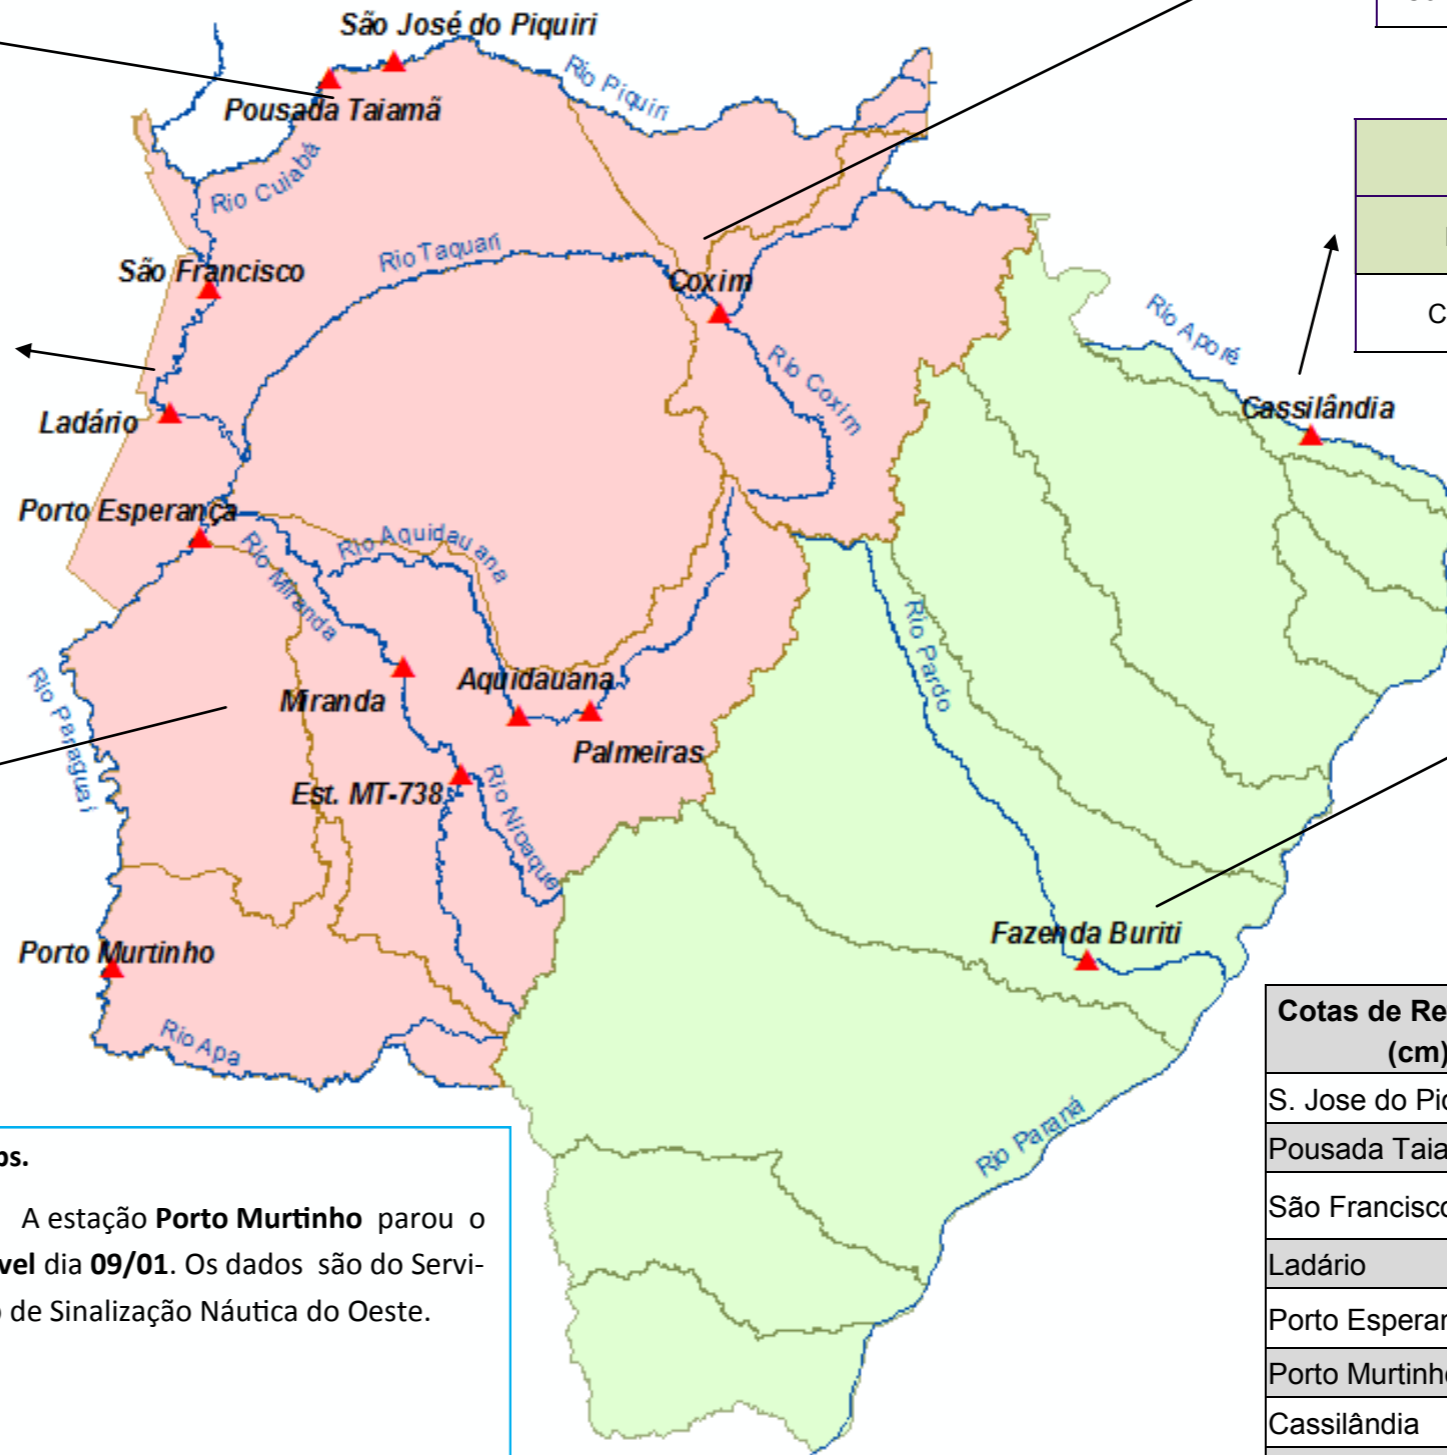 São José do Piquiri
Pousada Taiamã
Rio Piquiri
Rio Cuiabá
Rio Taquari
São Francisco
Coxim
Rio Aporé
Rio Coxim
Cassilândia
Ladário
Porto Esperança
Rio Aquidauana
Rio Miranda
Rio Pardo
Rio Paraguai
Miranda
Aquidauana
Palmeiras
Est. MT-738
Rio Nioaque
Porto Murtinho
Fazenda Buriti
Rio Apa
Rio Paraná
A estação Porto Murtinho parou o
vel dia 09/01. Os dados são do Servi-
o de Sinalização Náutica do Oeste.
Cotas de Re
(cm)
S. Jose do Pi
Pousada Taia
São Francisco
Ladário
Porto Espera
Porto Murtinho
Cassilândia